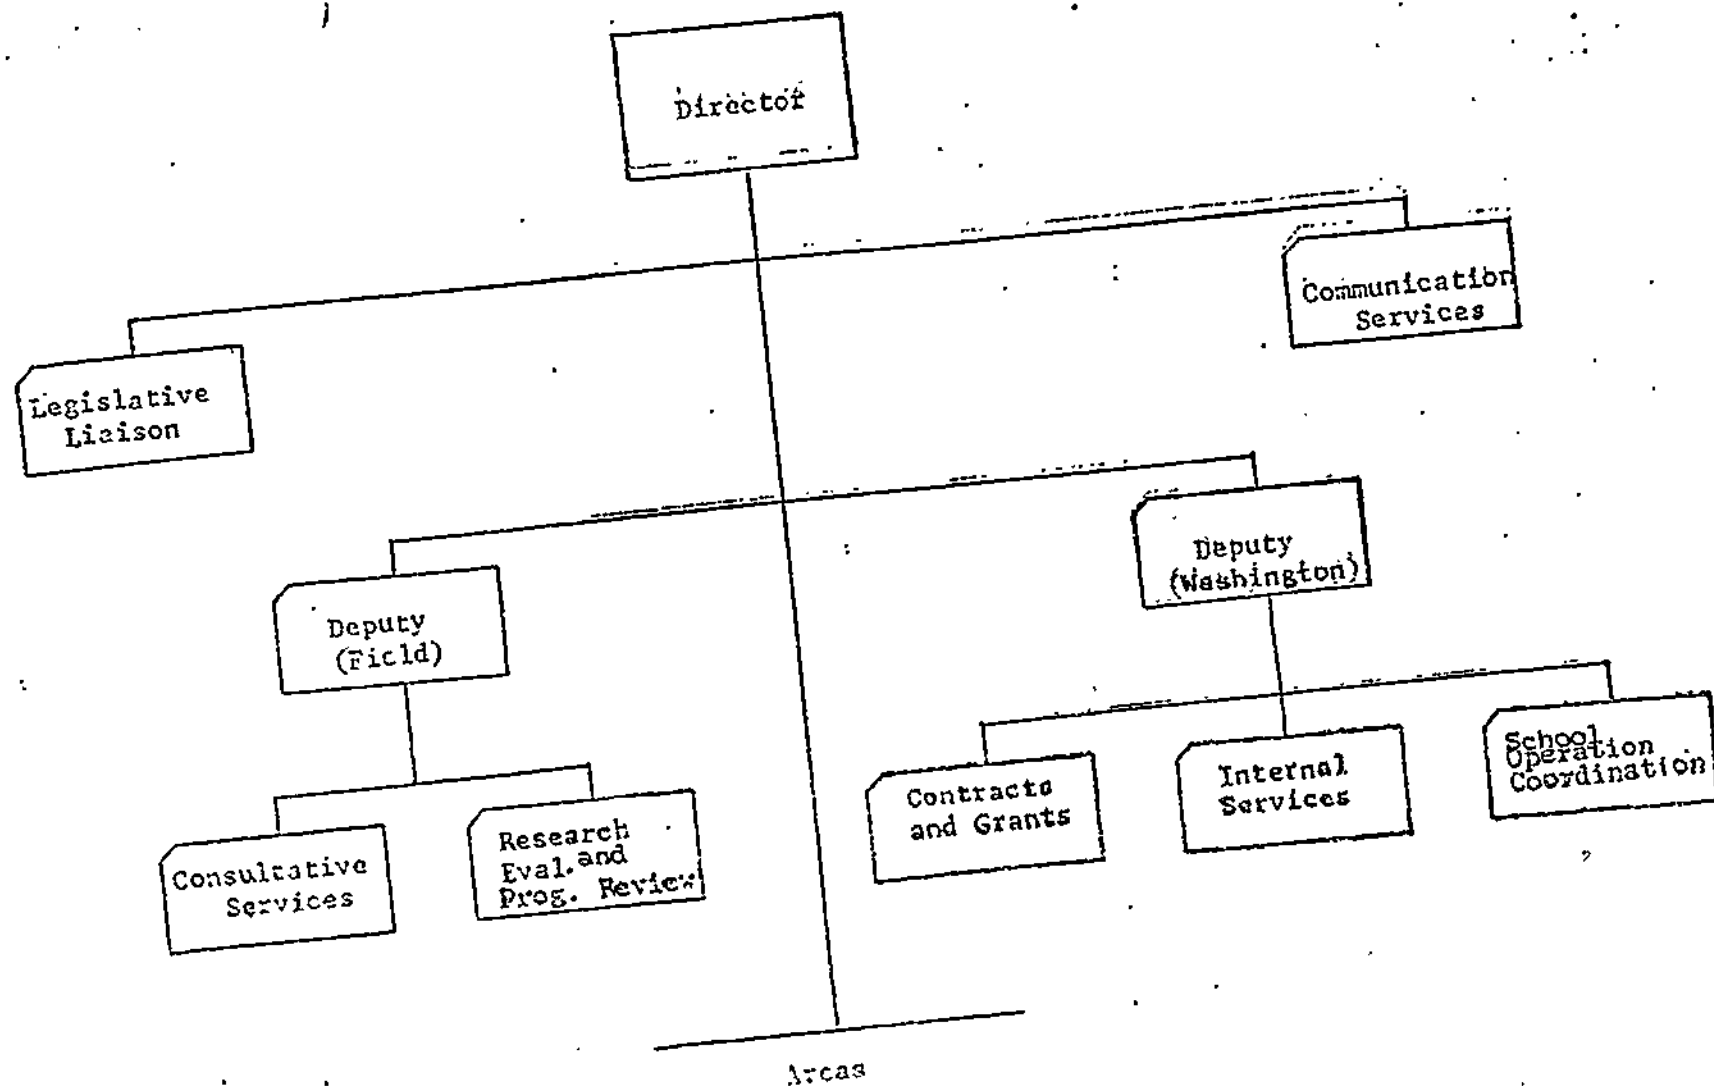 Director
Communication
Services
Legislative
Liaison
Deputy
(Washington)
Deputy
(Field)
School
Operation
Coordination
Internal
Services
Contracts
and Grants
Research
Eval. and
Prog. Review
Consultative
Services
Areas